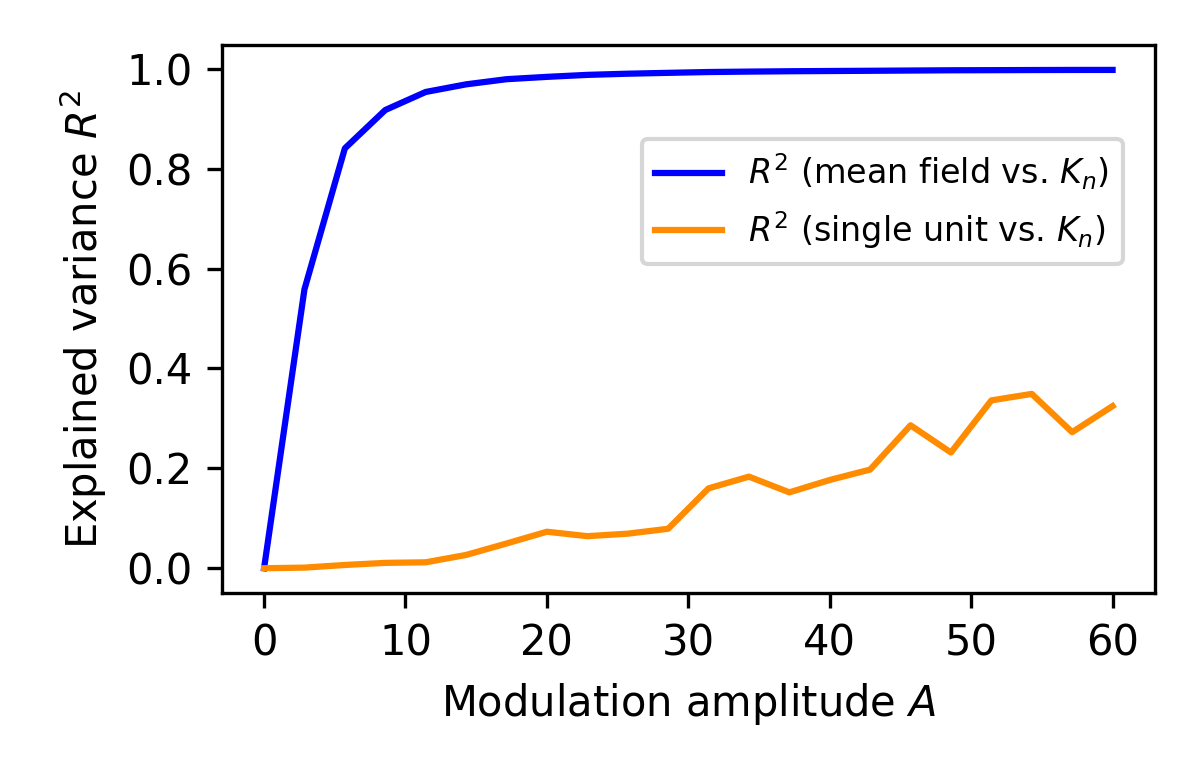 1.0
0.8
0.6
0.4
0.2
0.0
Explained variance R²
R² (mean field vs. Kₙ)
R² (single unit vs. Kₙ)
0 10 20 30 40 50 60
Modulation amplitude A